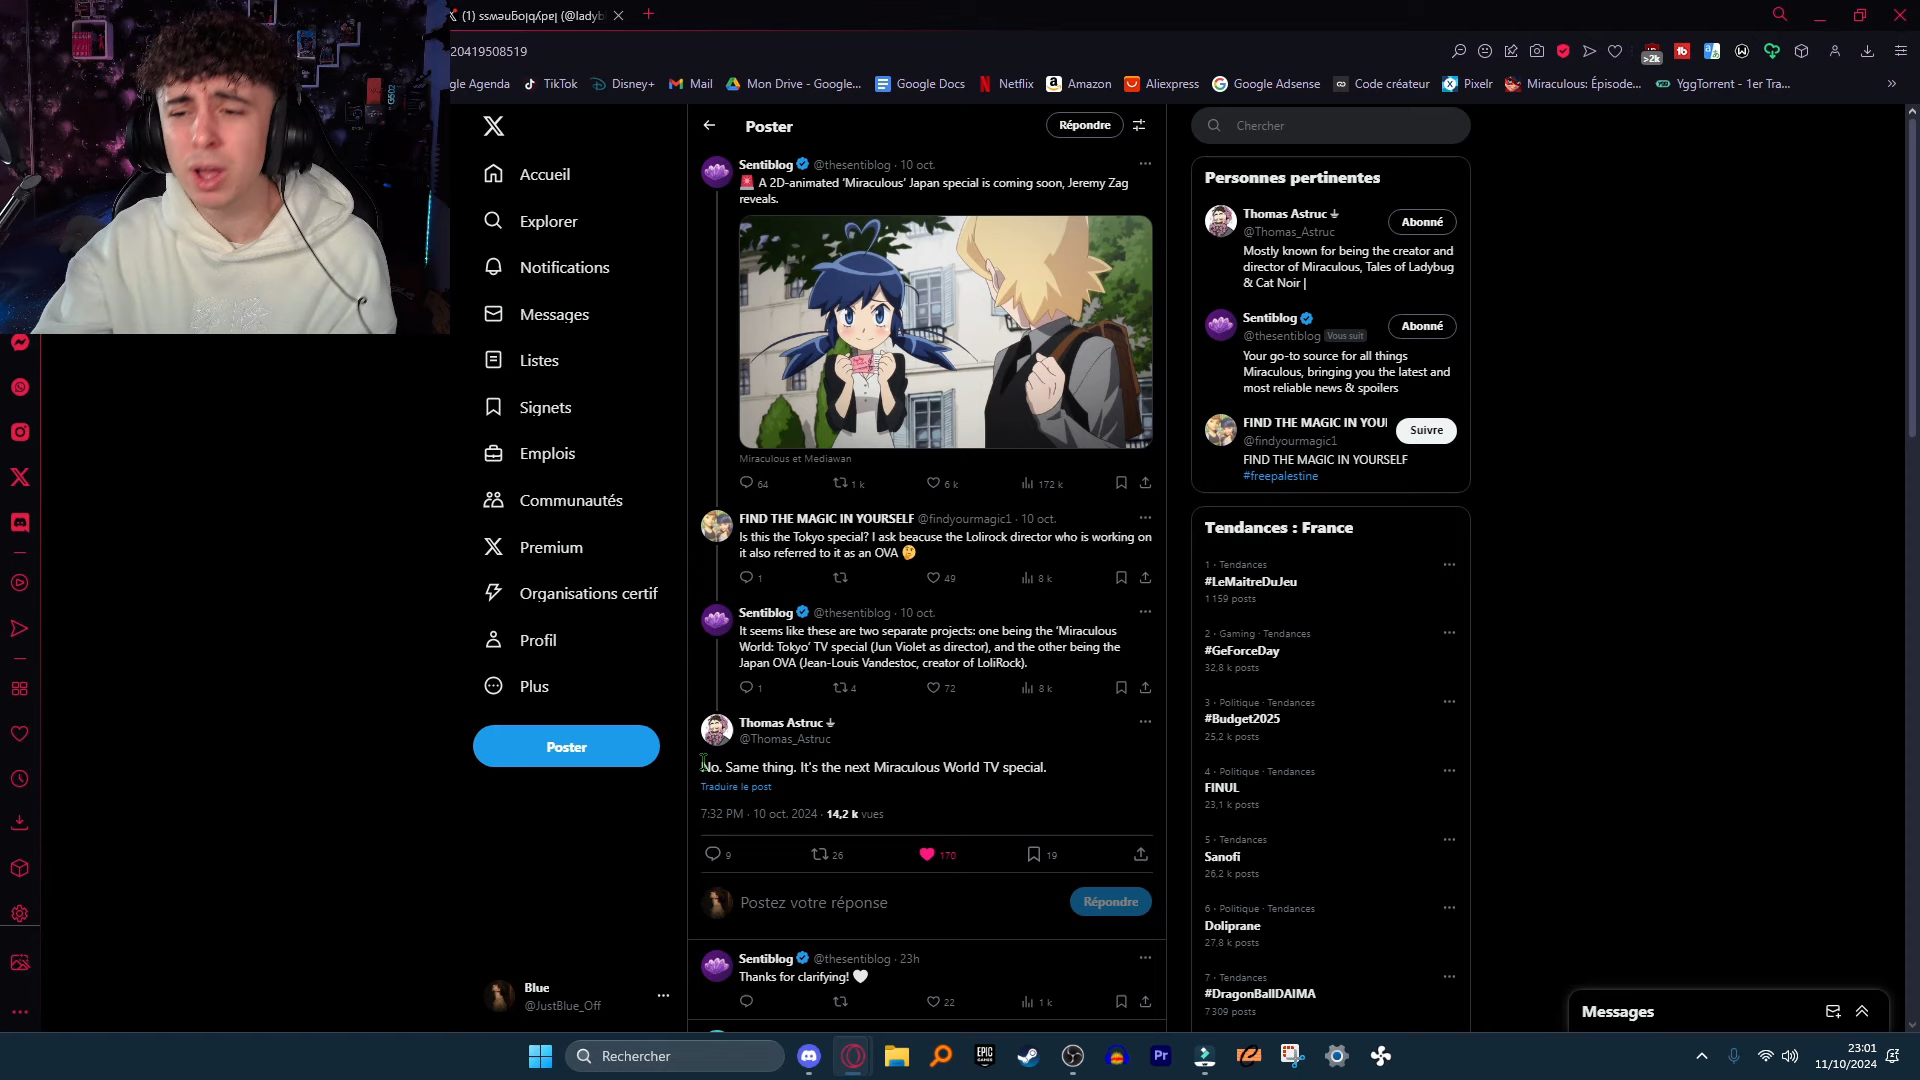 (1) ssʍǝuƃo|q/ʎpɐ| (@ladyb
20419508519
gle Agenda
TikTok
Disney+
Mail
Mon Drive - Google...
Google Docs
Netflix
Amazon
Aliexpress
Google Adsense
Code créateur
Pixelr
Miraculous: Épisode...
YggTorrent - 1er Tra...
>2k
Accueil
Explorer
Notifications
Messages
Listes
Signets
Emplois
Communautés
Premium
Organisations certif
Profil
Plus
Poster
Blue
@JustBlue_Off
Poster
Répondre
Sentiblog @thesentiblog · 10 oct.
🚨 A 2D-animated ‘Miraculous’ Japan special is coming soon, Jeremy Zag
reveals.
Miraculous et Mediawan
64 1 k 6 k 172 k
FIND THE MAGIC IN YOURSELF @findyourmagic1 · 10 oct.
Is this the Tokyo special? I ask beacuse the Lolirock director who is working on
it also referred to it as an OVA 🤔
1 49 8 k
Sentiblog @thesentiblog · 10 oct.
It seems like these are two separate projects: one being the ‘Miraculous
World: Tokyo’ TV special (Jun Violet as director), and the other being the
Japan OVA (Jean-Louis Vandestoc, creator of LoliRock).
1 4 72 8 k
Thomas Astruc
@Thomas_Astruc
No. Same thing. It's the next Miraculous World TV special.
Traduire le post
7:32 PM · 10 oct. 2024 · 14,2 k vues
9 26 170 19
Postez votre réponse
Répondre
Sentiblog @thesentiblog · 23h
Thanks for clarifying! 🤍
22 1 k
Chercher
Personnes pertinentes
Thomas Astruc
@Thomas_Astruc
Abonné
Mostly known for being the creator and
director of Miraculous, Tales of Ladybug
& Cat Noir |
Sentiblog
@thesentiblog Vous suit
Abonné
Your go-to source for all things
Miraculous, bringing you the latest and
most reliable news & spoilers
FIND THE MAGIC IN YOU
@findyourmagic1
Suivre
FIND THE MAGIC IN YOURSELF
#freepalestine
Tendances : France
1 · Tendances
#LeMaitreDuJeu
1 159 posts
2 · Gaming · Tendances
#GeForceDay
32,8 k posts
3 · Politique · Tendances
#Budget2025
25,2 k posts
4 · Politique · Tendances
FINUL
23,1 k posts
5 · Tendances
Sanofi
26,2 k posts
6 · Politique · Tendances
Doliprane
27,8 k posts
7 · Tendances
#DragonBallDAIMA
7 309 posts
Messages
Rechercher
EPIC
GAMES
Pr
23:01
11/10/2024